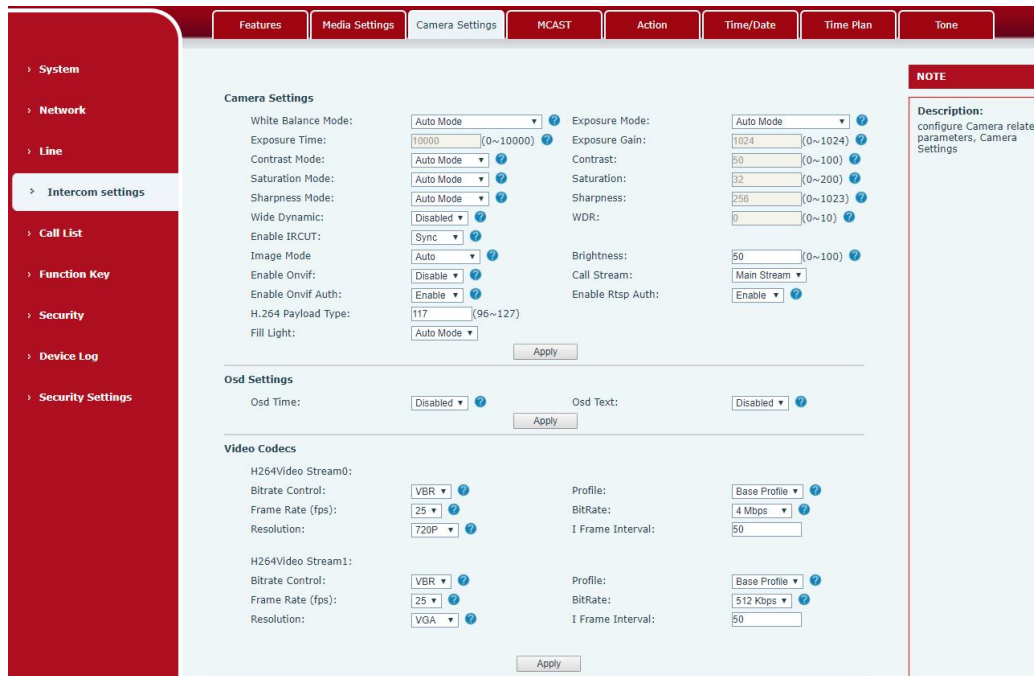 Features Media Settings Camera Settings MCAST Action Time/Date Time Plan Tone
› System
› Network
› Line
› Intercom settings
› Call List
› Function Key
› Security
› Device Log
› Security Settings
Camera Settings
White Balance Mode: Auto Mode Exposure Mode: Auto Mode
Exposure Time: 10000 (0~10000) Exposure Gain: 1024 (0~1024)
Contrast Mode: Auto Mode Contrast: 50 (0~100)
Saturation Mode: Auto Mode Saturation: 32 (0~200)
Sharpness Mode: Auto Mode Sharpness: 256 (0~1023)
Wide Dynamic: Disabled WDR: 0 (0~10)
Enable IRCUT: Sync
Image Mode Auto Brightness: 50 (0~100)
Enable Onvif: Disable Call Stream: Main Stream
Enable Onvif Auth: Enable Enable Rtsp Auth: Enable
H.264 Payload Type: 117 (96~127)
Fill Light: Auto Mode
Apply
Osd Settings
Osd Time: Disabled Osd Text: Disabled
Apply
Video Codecs
H264Video Stream0:
Bitrate Control: VBR Profile: Base Profile
Frame Rate (fps): 25 BitRate: 4 Mbps
Resolution: 720P I Frame Interval: 50
H264Video Stream1:
Bitrate Control: VBR Profile: Base Profile
Frame Rate (fps): 25 BitRate: 512 Kbps
Resolution: VGA I Frame Interval: 50
Apply
NOTE
Description:
configure Camera relate
parameters, Camera
Settings